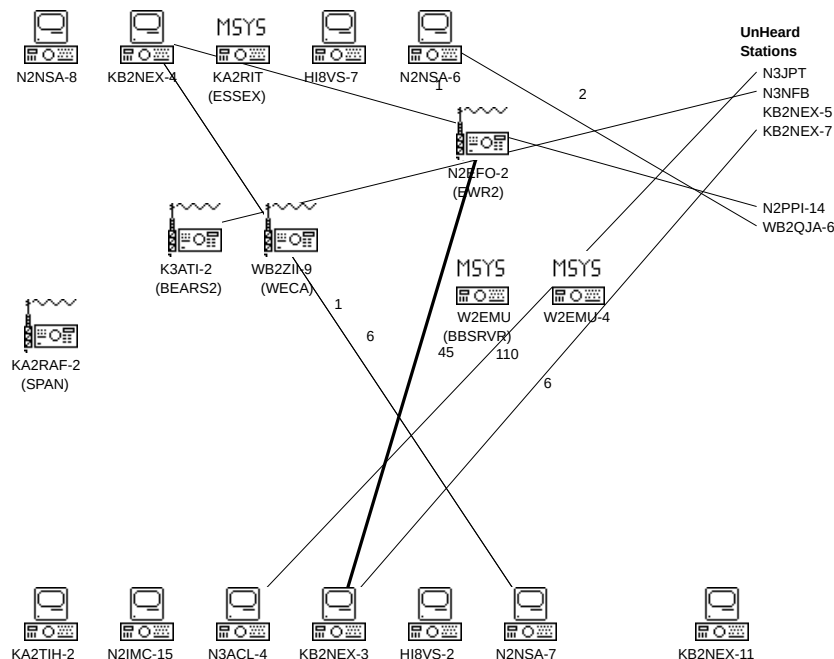 MSYS
UnHeard
Stations
N2NSA-8
KB2NEX-4
KA2RIT
(ESSEX)
HI8VS-7
N2NSA-6
N3JPT
N3NFB
KB2NEX-5
KB2NEX-7
1
2
N2EFO-2
(EWR2)
N2PPI-14
WB2QJA-6
K3ATI-2
(BEARS2)
WB2ZII-9
(WECA)
MSYS
MSYS
W2EMU
(BBSRVR)
W2EMU-4
1
6
45
110
6
KA2RAF-2
(SPAN)
KA2TIH-2
N2IMC-15
N3ACL-4
KB2NEX-3
HI8VS-2
N2NSA-7
KB2NEX-11